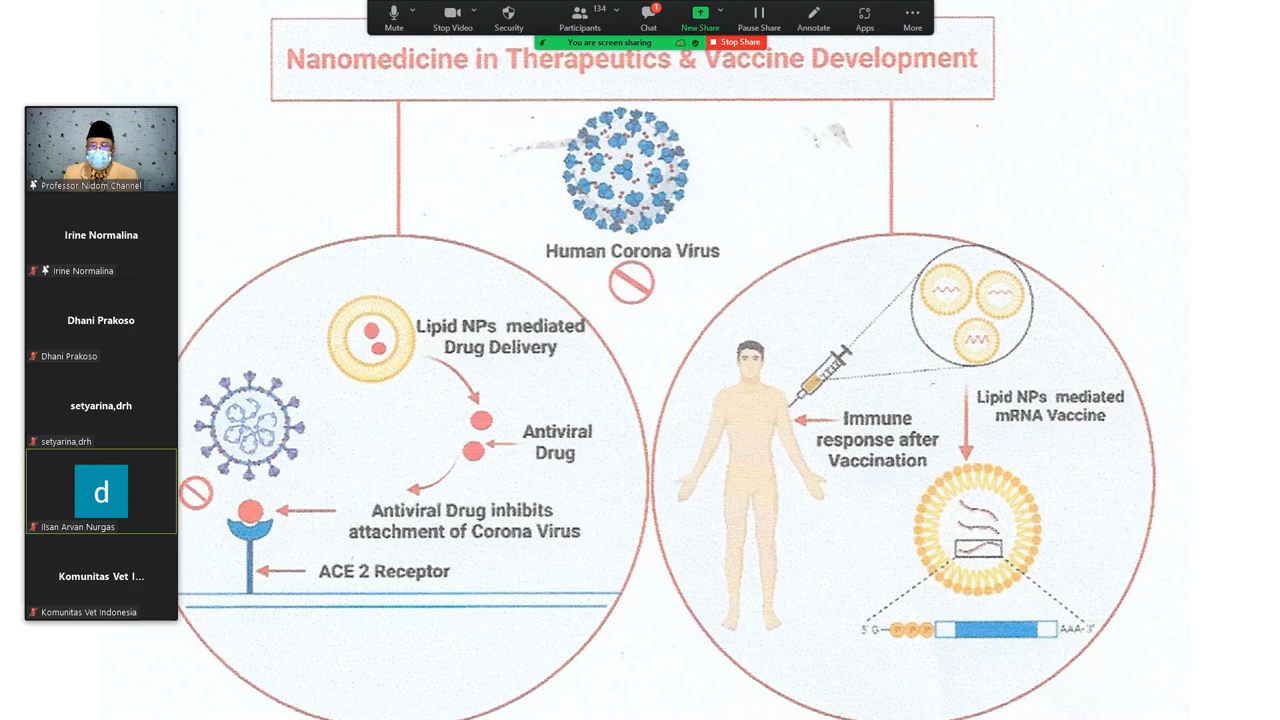 134
1
Mute
Stop Video
Security
Participants
Chat
New Share
Pause Share
Annotate
Apps
More
You are screen sharing
Stop Share
Nanomedicine in Therapeutics & Vaccine Development
Professor Nidom Channel
Irine Normalina
Irine Normalina
Dhani Prakoso
Dhani Prakoso
setyarina,drh
setyarina,drh
d
Ilsan Arvan Nurgas
Komunitas Vet I...
Komunitas Vet Indonesia
Human Corona Virus
Lipid NPs mediated
Drug Delivery
Antiviral
Drug
Antiviral Drug inhibits
attachment of Corona Virus
ACE 2 Receptor
Immune
response after
Vaccination
Lipid NPs mediated
mRNA Vaccine
5' G
P P P
AAA-3'